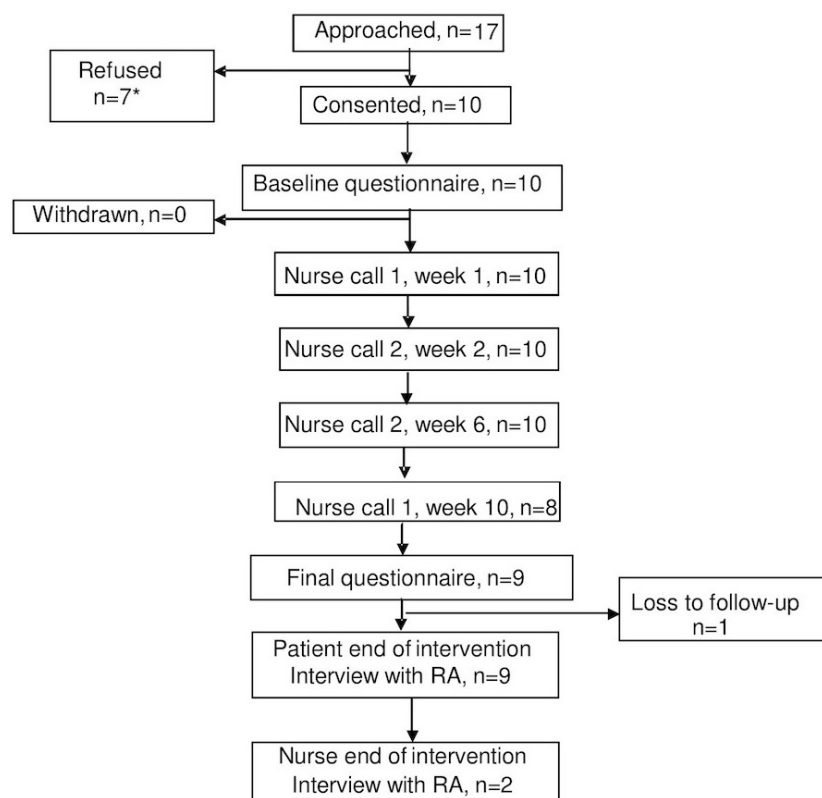 Approached, n=17
Refused
n=7*
Consented, n=10
Baseline questionnaire, n=10
Withdrawn, n=0
Nurse call 1, week 1, n=10
Nurse call 2, week 2, n=10
Nurse call 2, week 6, n=10
Nurse call 1, week 10, n=8
Final questionnaire, n=9
Loss to follow-up
n=1
Patient end of intervention
Interview with RA, n=9
Nurse end of intervention
Interview with RA, n=2